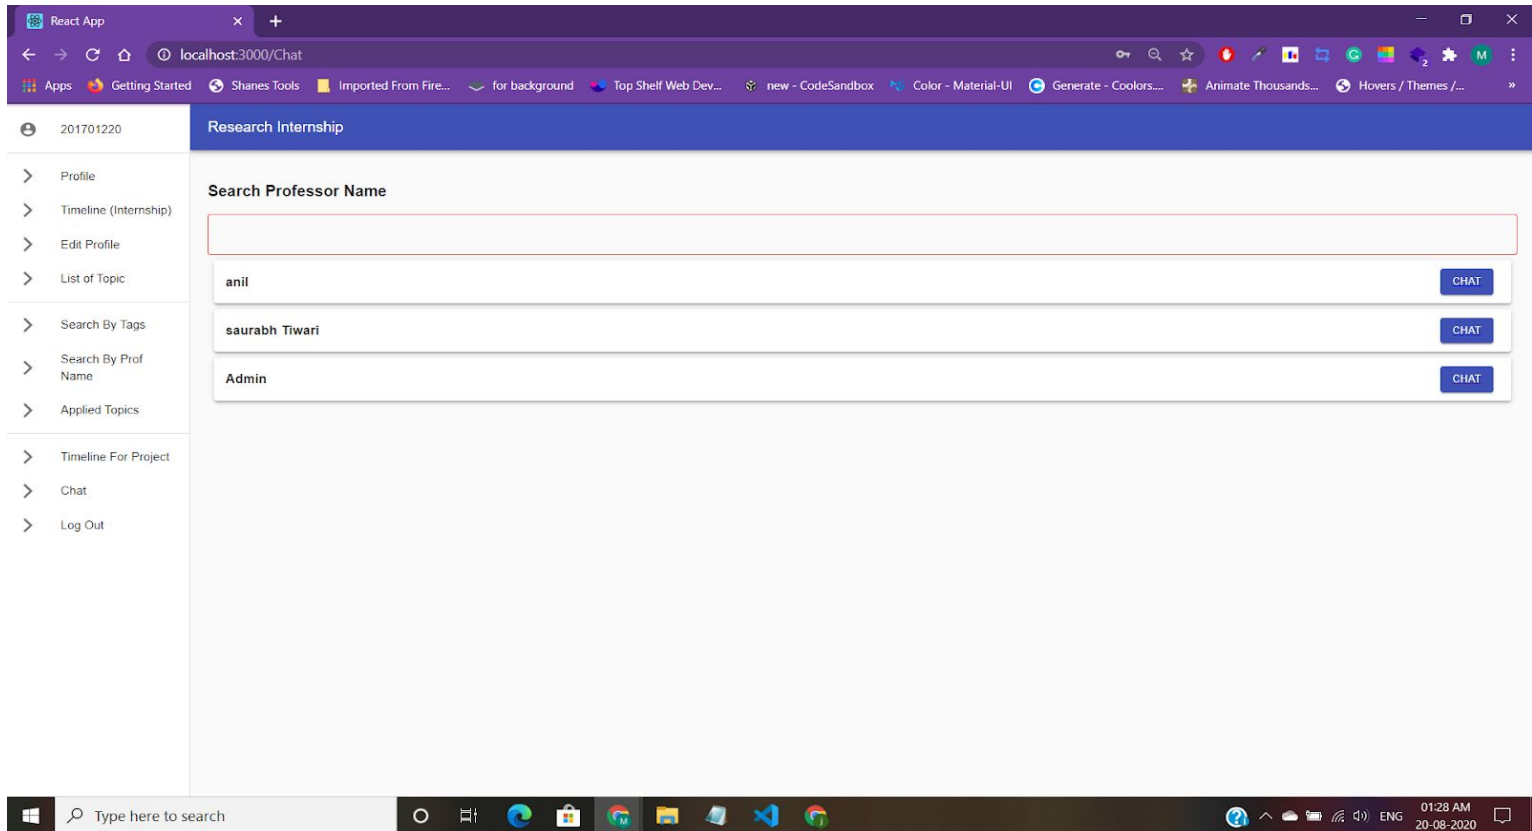 React App
localhost:3000/Chat
M
Apps Getting Started Shanes Tools Imported From Fire... for background Top Shelf Web Dev... new - CodeSandbox Color - Material-UI Generate - Coolors.... Animate Thousands... Hovers / Themes /... »
201701220
Research Internship
Profile
Timeline (Internship)
Edit Profile
List of Topic
Search By Tags
Search By Prof
Name
Applied Topics
Timeline For Project
Chat
Log Out
Search Professor Name
anil CHAT
saurabh Tiwari CHAT
Admin CHAT
Type here to search
ENG
01:28 AM
20-08-2020